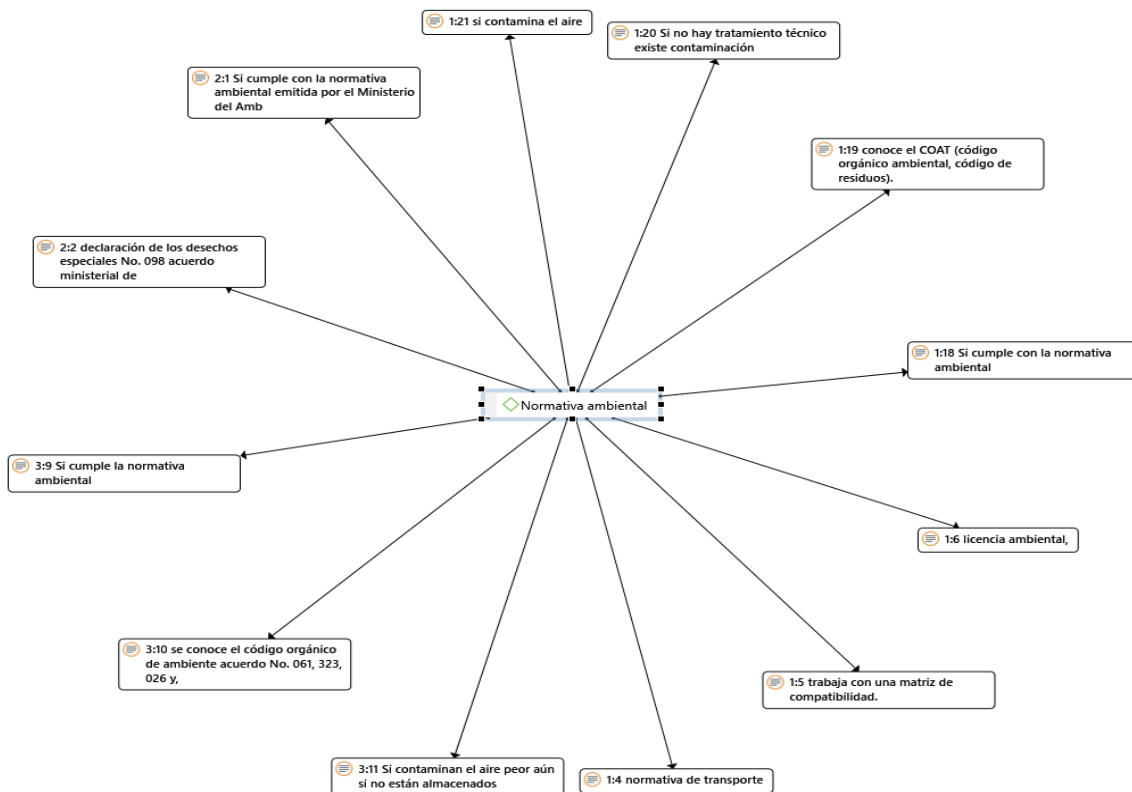 1:21 si contamina el aire
1:20 Si no hay tratamiento técnico
existe contaminación
2:1 Si cumple con la normativa
ambiental emitida por el Ministerio
del Amb
1:19 conoce el COAT (código
orgánico ambiental, código de
residuos).
2:2 declaración de los desechos
especiales No. 098 acuerdo
ministerial de
1:18 Si cumple con la normativa
ambiental
Normativa ambiental
3:9 Si cumple la normativa
ambiental
1:6 licencia ambiental,
3:10 se conoce el código orgánico
de ambiente acuerdo No. 061, 323,
026 y,
1:5 trabaja con una matriz de
compatibilidad.
3:11 Si contaminan el aire peor aún
si no están almacenados
1:4 normativa de transporte